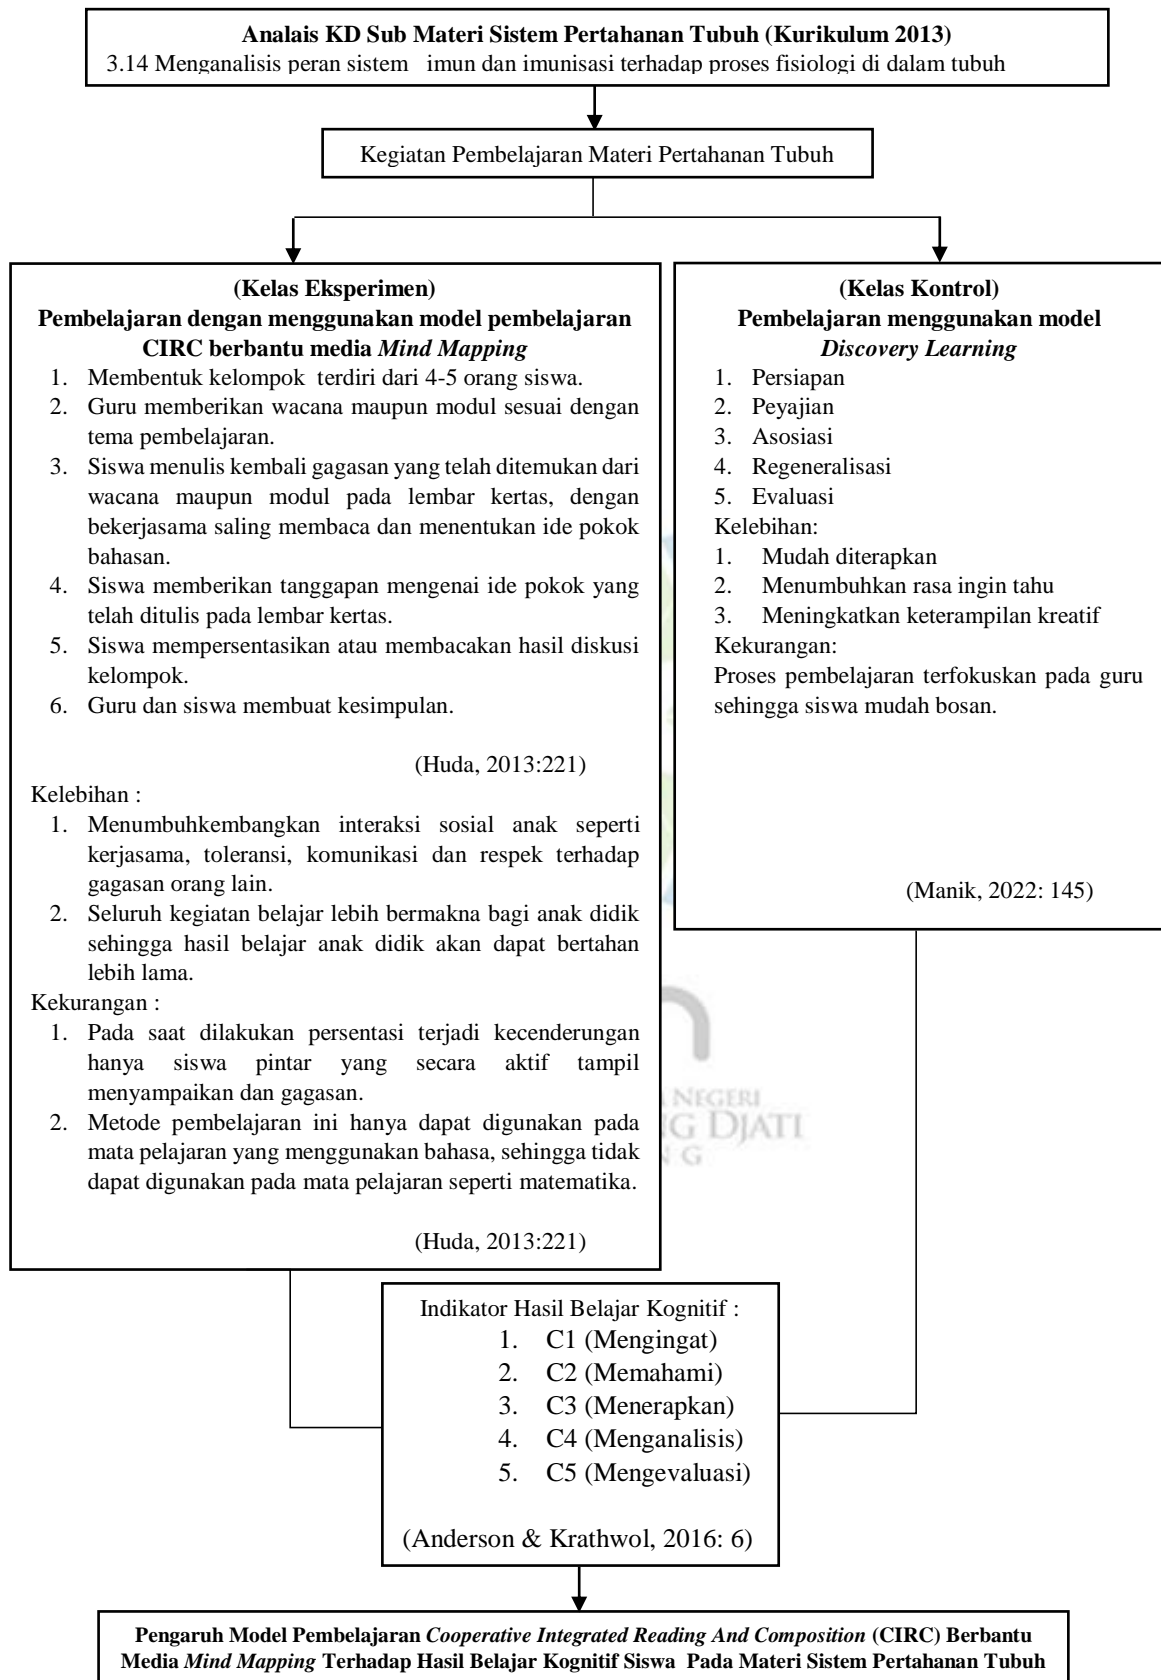 Analais KD Sub Materi Sistem Pertahanan Tubuh (Kurikulum 2013)
3.14 Menganalisis peran sistem imun dan imunisasi terhadap proses fisiologi di dalam tubuh
Kegiatan Pembelajaran Materi Pertahanan Tubuh
(Kelas Eksperimen)
Pembelajaran dengan menggunakan model pembelajaran
CIRC berbantu media Mind Mapping
1. Membentuk kelompok terdiri dari 4-5 orang siswa.
2. Guru memberikan wacana maupun modul sesuai dengan
tema pembelajaran.
3. Siswa menulis kembali gagasan yang telah ditemukan dari
wacana maupun modul pada lembar kertas, dengan
bekerjasama saling membaca dan menentukan ide pokok
bahasan.
4. Siswa memberikan tanggapan mengenai ide pokok yang
telah ditulis pada lembar kertas.
5. Siswa mempersentasikan atau membacakan hasil diskusi
kelompok.
6. Guru dan siswa membuat kesimpulan.
(Huda, 2013:221)
Kelebihan :
1. Menumbuhkembangkan interaksi sosial anak seperti
kerjasama, toleransi, komunikasi dan respek terhadap
gagasan orang lain.
2. Seluruh kegiatan belajar lebih bermakna bagi anak didik
sehingga hasil belajar anak didik akan dapat bertahan
lebih lama.
Kekurangan :
1. Pada saat dilakukan persentasi terjadi kecenderungan
hanya siswa pintar yang secara aktif tampil
menyampaikan dan gagasan.
2. Metode pembelajaran ini hanya dapat digunakan pada
mata pelajaran yang menggunakan bahasa, sehingga tidak
dapat digunakan pada mata pelajaran seperti matematika.
(Huda, 2013:221)
(Kelas Kontrol)
Pembelajaran menggunakan model
Discovery Learning
1. Persiapan
2. Peyajian
3. Asosiasi
4. Regeneralisasi
5. Evaluasi
Kelebihan:
1. Mudah diterapkan
2. Menumbuhkan rasa ingin tahu
3. Meningkatkan keterampilan kreatif
Kekurangan:
Proses pembelajaran terfokuskan pada guru
sehingga siswa mudah bosan.
(Manik, 2022: 145)
NEGERI
G DJATI
N G
Indikator Hasil Belajar Kognitif :
1. C1 (Mengingat)
2. C2 (Memahami)
3. C3 (Menerapkan)
4. C4 (Menganalisis)
5. C5 (Mengevaluasi)
(Anderson & Krathwol, 2016: 6)
Pengaruh Model Pembelajaran Cooperative Integrated Reading And Composition (CIRC) Berbantu
Media Mind Mapping Terhadap Hasil Belajar Kognitif Siswa Pada Materi Sistem Pertahanan Tubuh